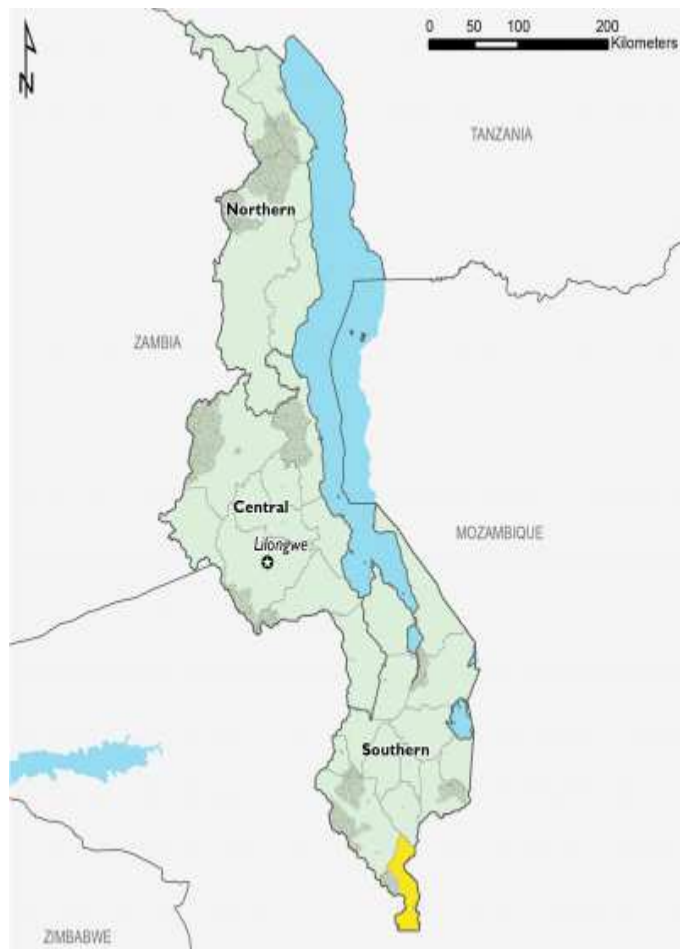 0 50 100 200
Kilometers
N
TANZANIA
Northern
ZAMBIA
Central
Lilongwe
MOZAMBIQUE
Southern
ZIMBABWE